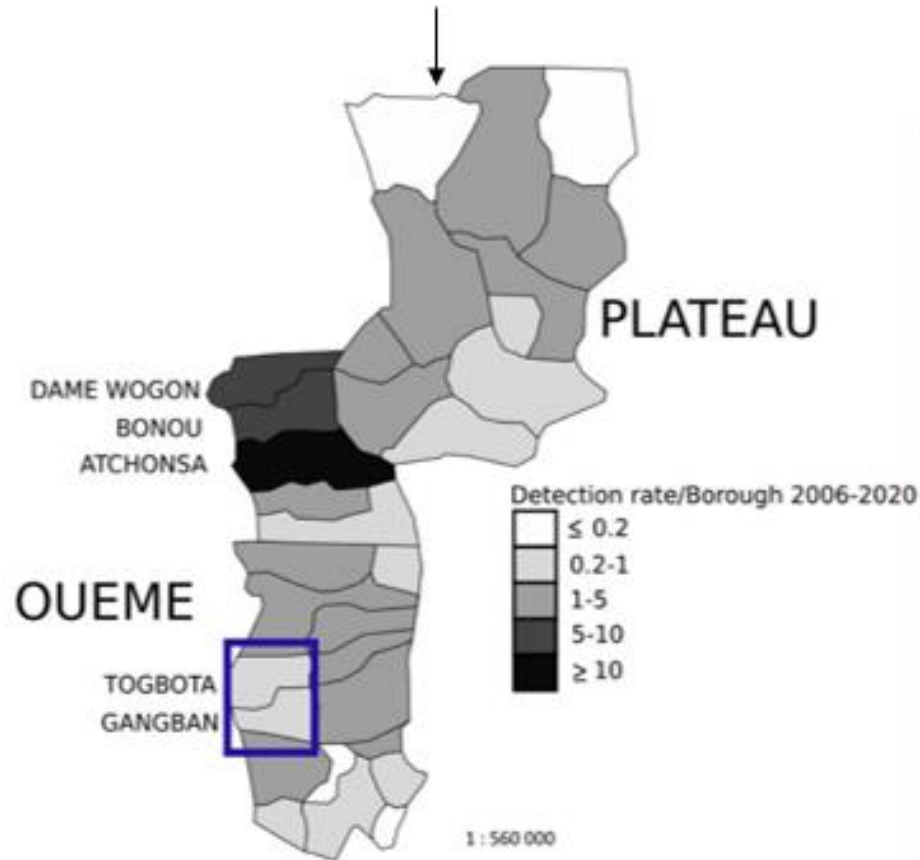 PLATEAU
DAME WOGON
BONOU
ATCHONSA
Detection rate/Borough 2006-2020
≤ 0.2
0.2-1
1-5
5-10
≥ 10
OUEME
TOGBOTA
GANGBAN
1 : 560 000